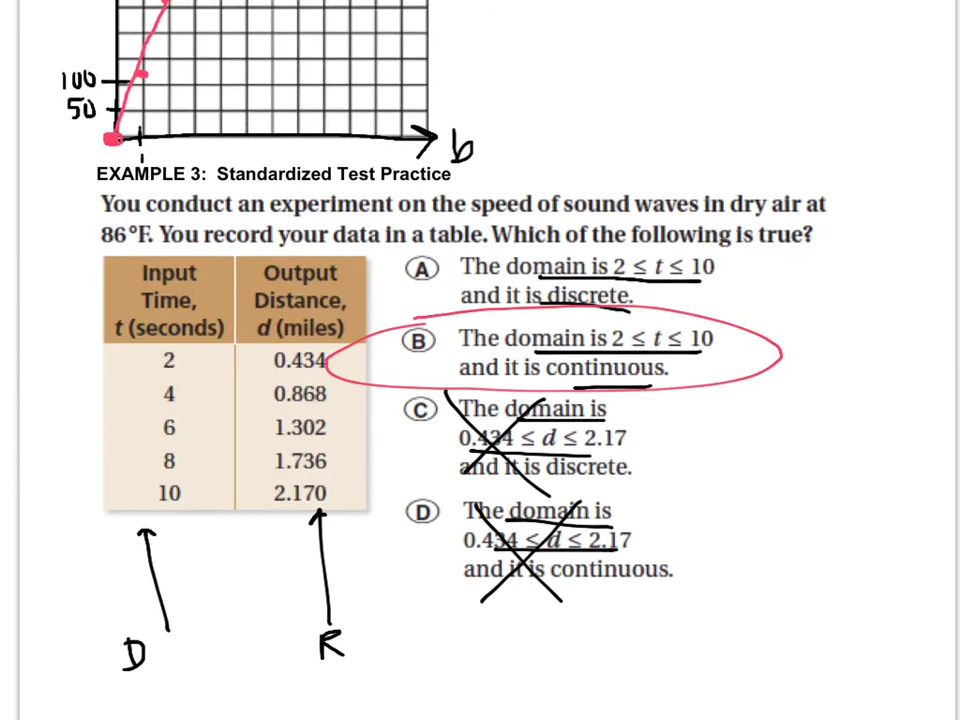 100
50
1
b
EXAMPLE 3: Standardized Test Practice
You conduct an experiment on the speed of sound waves in dry air at
86°F. You record your data in a table. Which of the following is true?
Input Time, t (seconds) Output Distance, d (miles)
2 0.434
4 0.868
6 1.302
8 1.736
10 2.170
A The domain is 2 ≤ t ≤ 10
and it is discrete.
B The domain is 2 ≤ t ≤ 10
and it is continuous.
C The domain is
0.434 ≤ d ≤ 2.17
and it is discrete.
D The domain is
0.434 ≤ d ≤ 2.17
and it is continuous.
D R